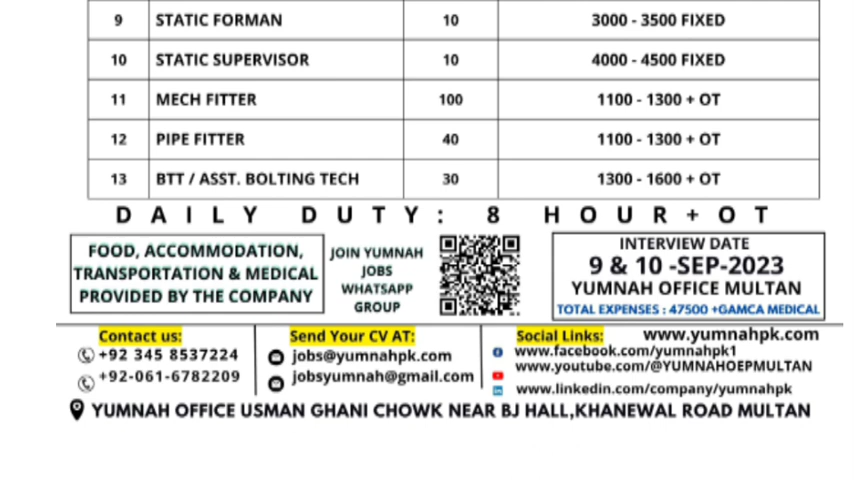 9 STATIC FORMAN 10 3000 - 3500 FIXED
10 STATIC SUPERVISOR 10 4000 - 4500 FIXED
11 MECH FITTER 100 1100 - 1300 + OT
12 PIPE FITTER 40 1100 - 1300 + OT
13 BTT / ASST. BOLTING TECH 30 1300 - 1600 + OT
DAILY DUTY: 8 HOUR+OT
FOOD, ACCOMMODATION,
TRANSPORTATION & MEDICAL
PROVIDED BY THE COMPANY
JOIN YUMNAH
JOBS
WHATSAPP
GROUP
INTERVIEW DATE
9 & 10 -SEP-2023
YUMNAH OFFICE MULTAN
TOTAL EXPENSES : 47500 +GAMCA MEDICAL
Contact us:
+92 345 8537224
+92-061-6782209
Send Your CV AT:
jobs@yumnahpk.com
jobsyumnah@gmail.com
Social Links: www.yumnahpk.com
www.facebook.com/yumnahpk1
www.youtube.com/@YUMNAHOEPMULTAN
www.linkedin.com/company/yumnahpk
YUMNAH OFFICE USMAN GHANI CHOWK NEAR BJ HALL,KHANEWAL ROAD MULTAN